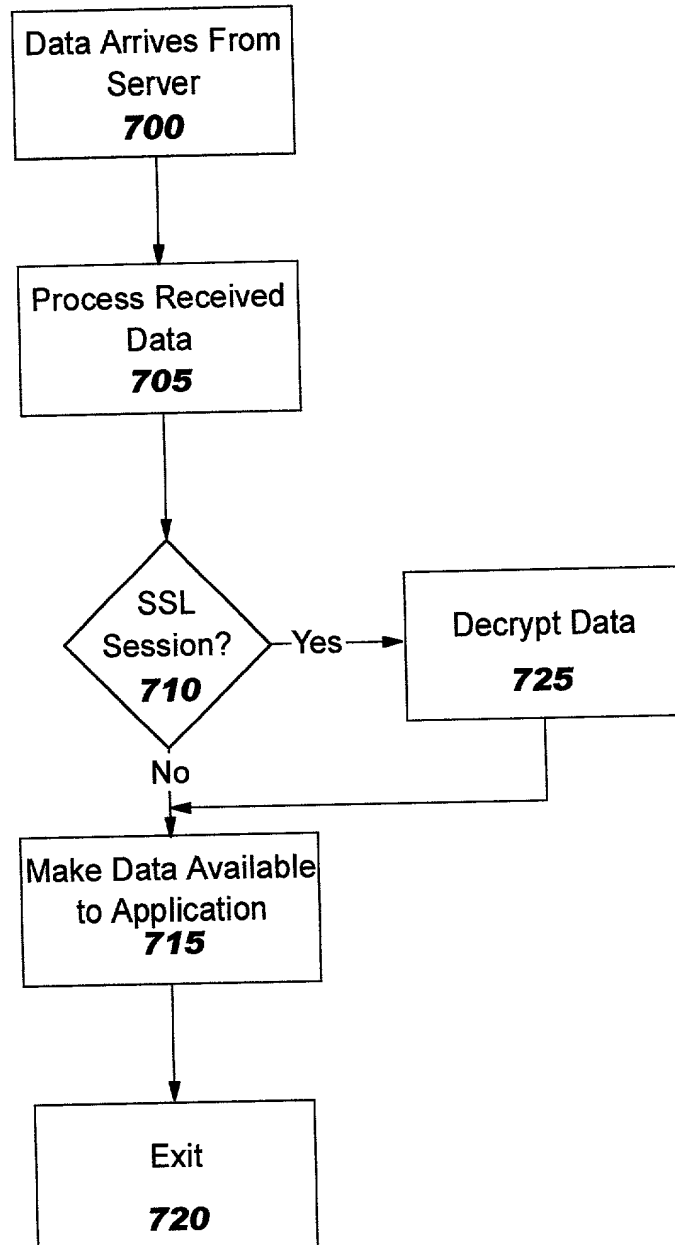 Data Arrives From
Server
700
Process Received
Data
705
SSL
Session?
710
Yes
Decrypt Data
725
No
Make Data Available
to Application
715
Exit
720